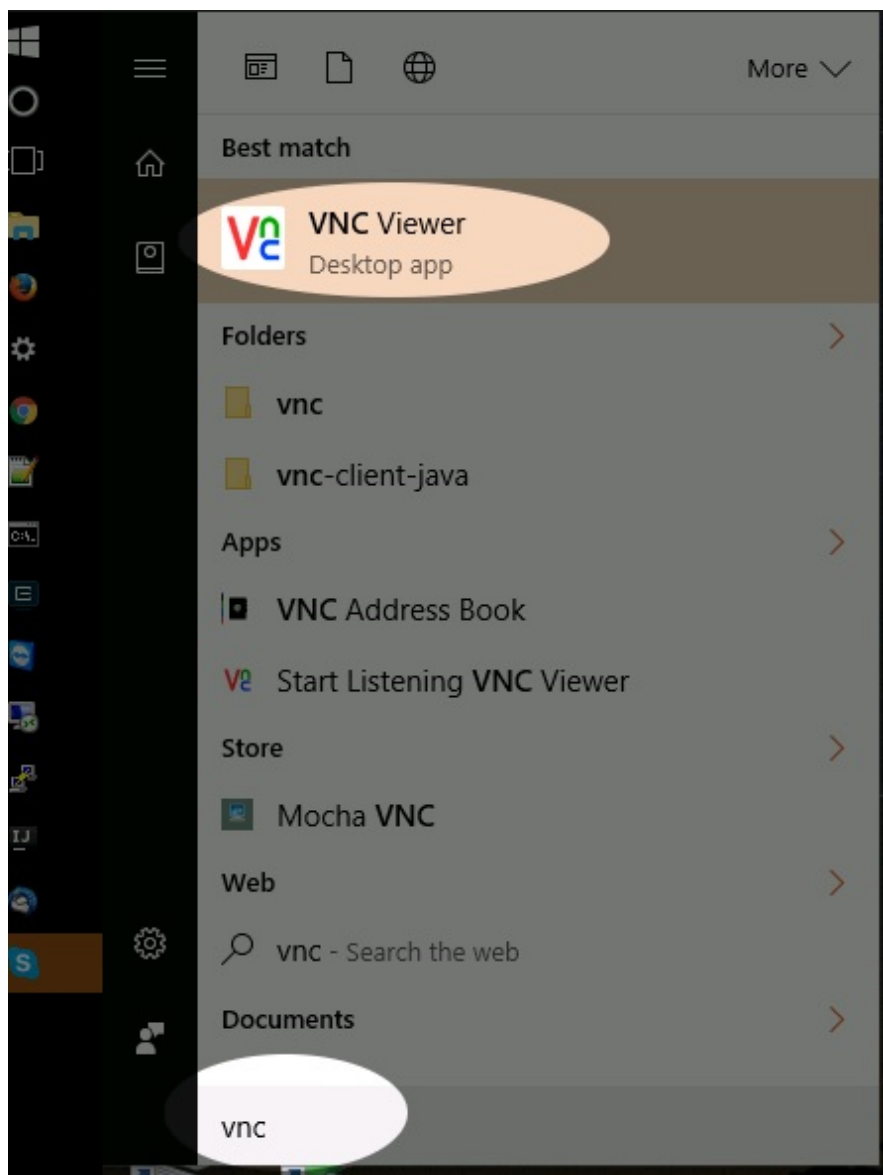 More
Best match
VNC Viewer
Desktop app
Folders
vnc
vnc-client-java
Apps
VNC Address Book
Start Listening VNC Viewer
Store
Mocha VNC
Web
vnc - Search the web
Documents
vnc